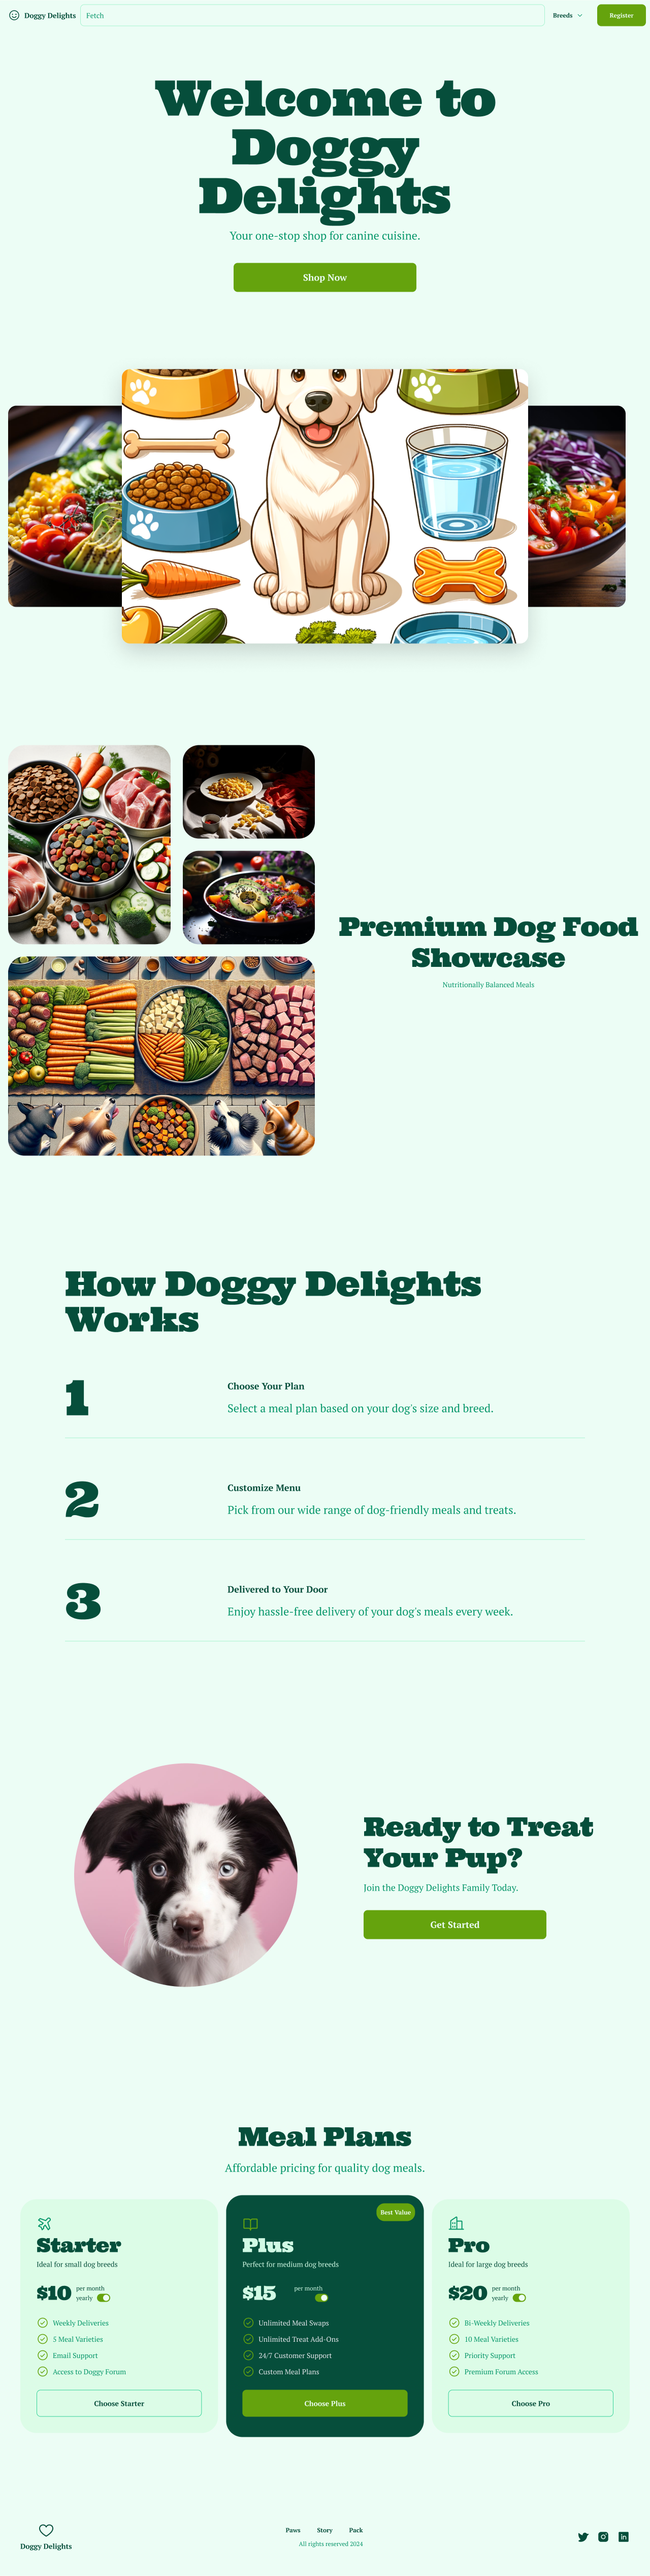 Doggy Delights
Fetch
Breeds
Register
Welcome to
Doggy
Delights
Your one-stop shop for canine cuisine.
Shop Now
Premium Dog Food
Showcase
Nutritionally Balanced Meals
How Doggy Delights
Works
1
Choose Your Plan
Select a meal plan based on your dog's size and breed.
2
Customize Menu
Pick from our wide range of dog-friendly meals and treats.
3
Delivered to Your Door
Enjoy hassle-free delivery of your dog's meals every week.
Ready to Treat
Your Pup?
Join the Doggy Delights Family Today.
Get Started
Meal Plans
Affordable pricing for quality dog meals.
Starter
Ideal for small dog breeds
$10 per month
yearly
Weekly Deliveries
5 Meal Varieties
Email Support
Access to Doggy Forum
Choose Starter
Best Value
Plus
Perfect for medium dog breeds
$15 per month
Unlimited Meal Swaps
Unlimited Treat Add-Ons
24/7 Customer Support
Custom Meal Plans
Choose Plus
Pro
Ideal for large dog breeds
$20 per month
yearly
Bi-Weekly Deliveries
10 Meal Varieties
Priority Support
Premium Forum Access
Choose Pro
Doggy Delights
Paws Story Pack
All rights reserved 2024